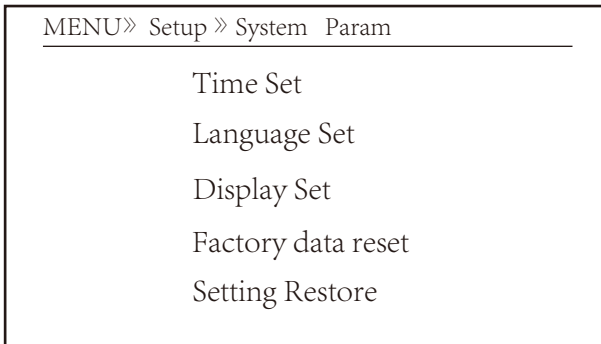 MENU» Setup » System Param
Time Set
Language Set
Display Set
Factory data reset
Setting Restore